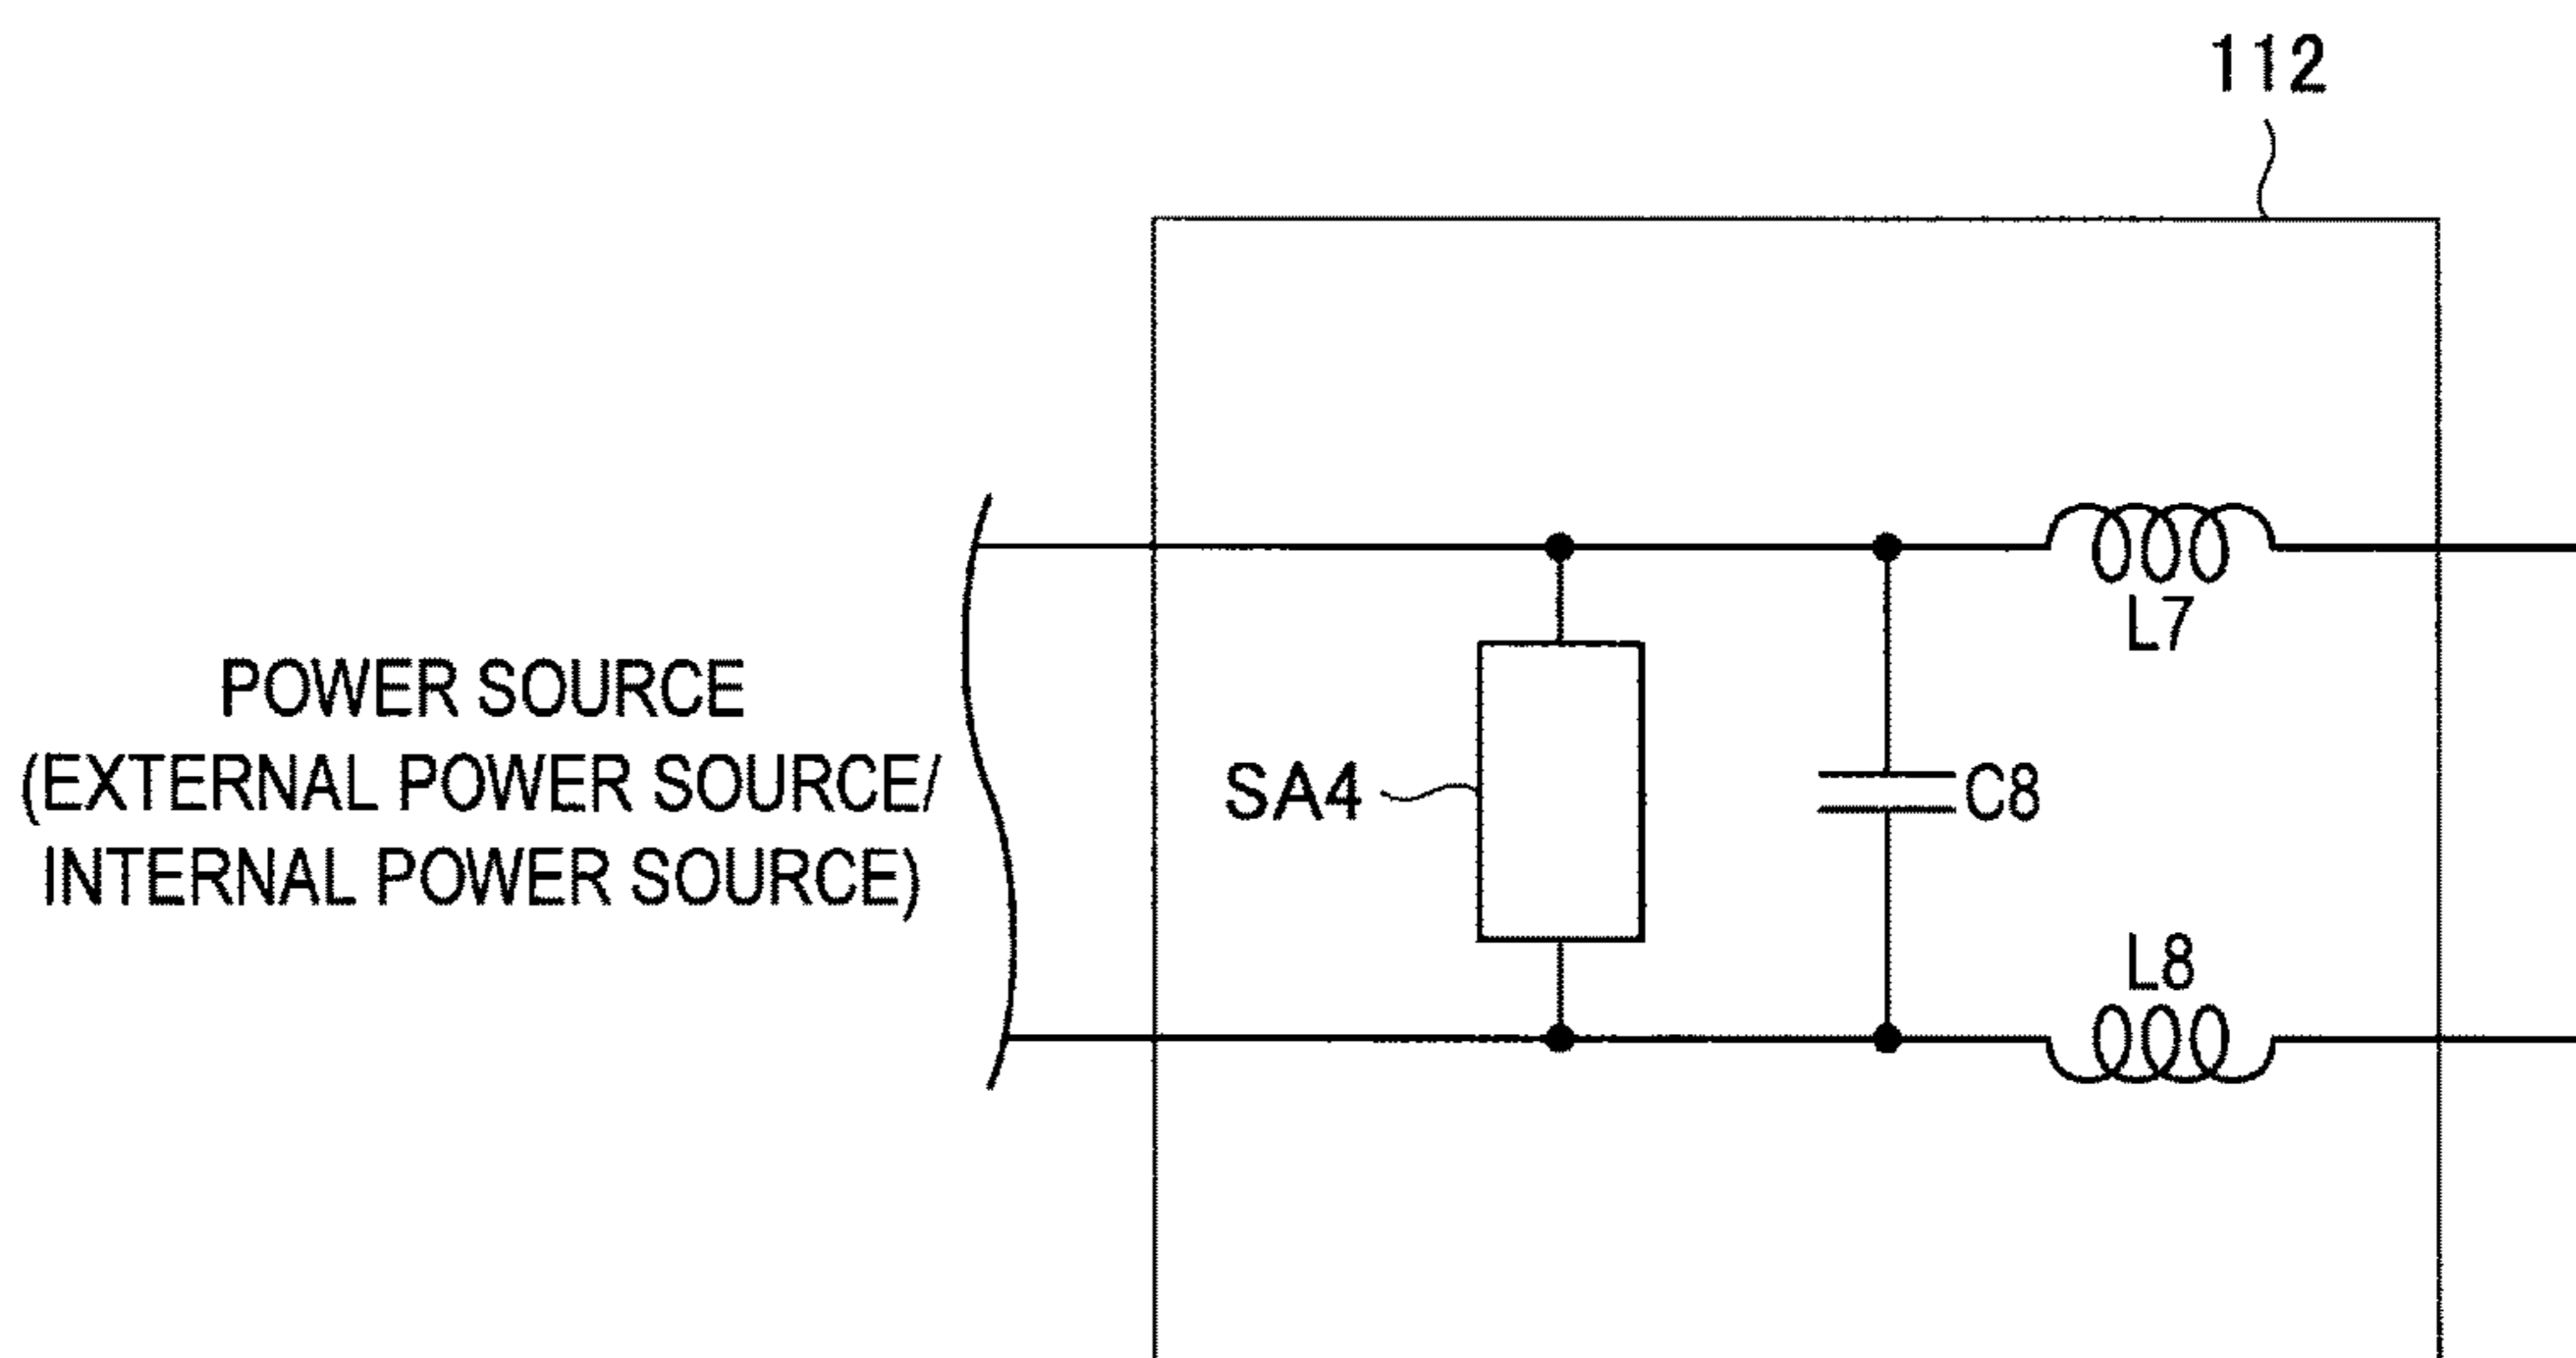 112
POWER SOURCE
(EXTERNAL POWER SOURCE/
INTERNAL POWER SOURCE)
L7
SA4
C8
L8